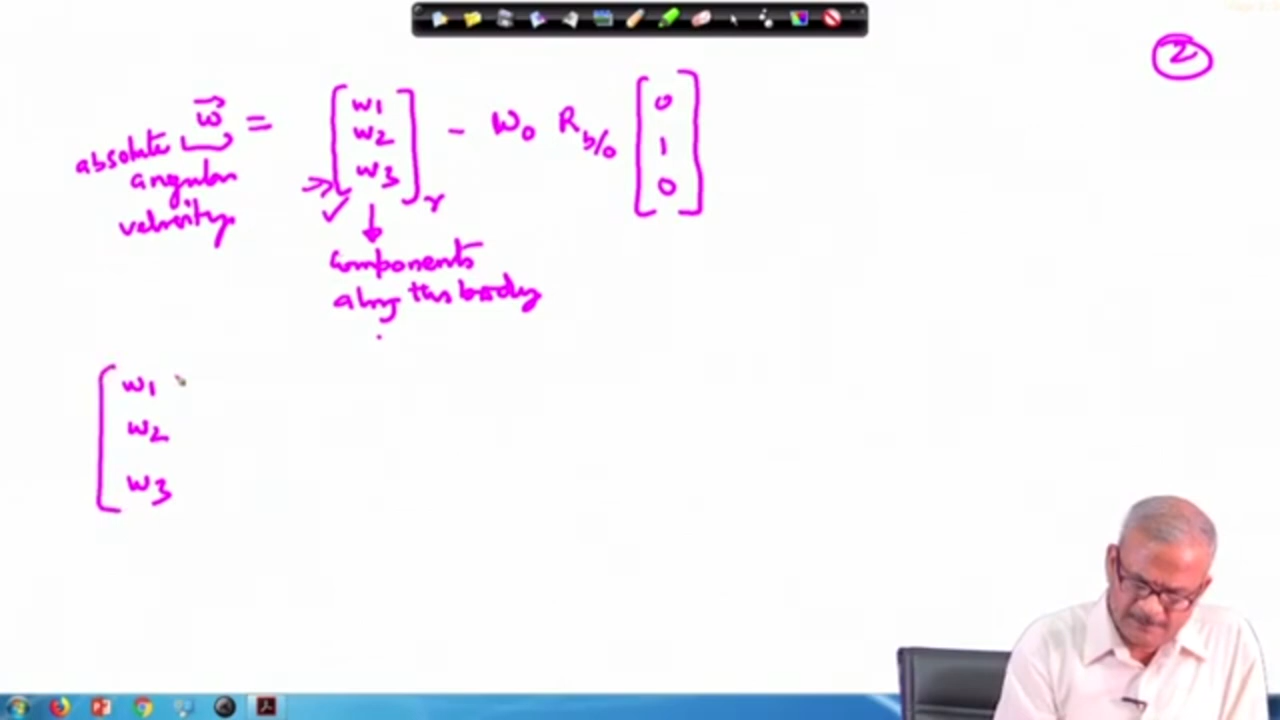 2
absolute ω⃗ = [w1 w2 w3]r - W0 Rb/o [0 1 0]
angular
velocity
components
along the body
[w1
w2
w3